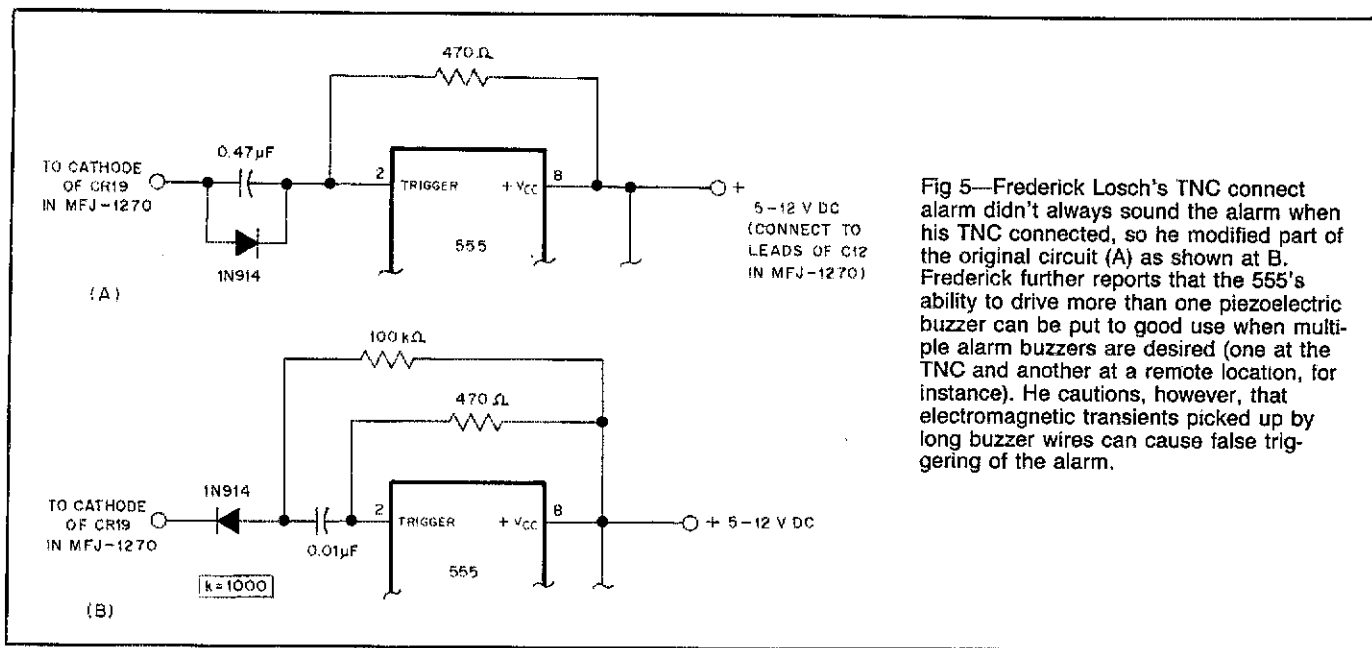 470 Ω
0.47µF
TO CATHODE
OF CR19
IN MFJ-1270
2
TRIGGER
+ VCC
8
555
1N914
+
5-12 V DC
(CONNECT TO
LEADS OF C12
IN MFJ-1270)
(A)
100 kΩ
470 Ω
1N914
TO CATHODE
OF CR19
IN MFJ-1270
0.01µF
2
TRIGGER
+ VCC
8
555
+ 5-12 V DC
k=1000
(B)
Fig 5—Frederick Losch's TNC connect
alarm didn't always sound the alarm when
his TNC connected, so he modified part of
the original circuit (A) as shown at B.
Frederick further reports that the 555's
ability to drive more than one piezoelectric
buzzer can be put to good use when multi-
ple alarm buzzers are desired (one at the
TNC and another at a remote location, for
instance). He cautions, however, that
electromagnetic transients picked up by
long buzzer wires can cause false trig-
gering of the alarm.